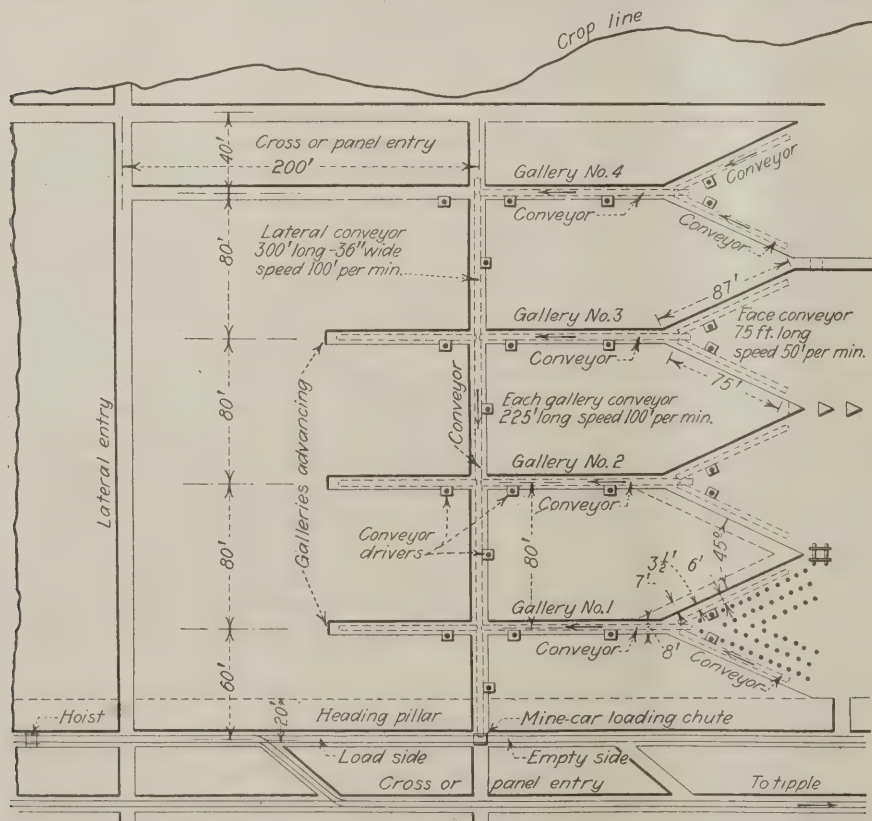 Crop line
40'
Cross or panel entry
200'
Gallery No. 4
Conveyor
Conveyor
Conveyor
Lateral conveyor
300' long - 36" wide
speed 100' per min.
80'
87'
Gallery No. 3
Conveyor
Face conveyor
75 ft. long
speed 50' per min.
75'
Lateral entry
Galleries advancing
80'
Conveyor
Each gallery conveyor
225' long speed 100' per min.
Gallery No. 2
Conveyor
Conveyor
drivers
80'
80'
45°
3½'
6'
7'
Gallery No. 1
Conveyor
8'
Conveyor
60'
Hoist
20'
Heading pillar
Mine-car loading chute
Load side
Empty side
Cross or panel entry
To tipple